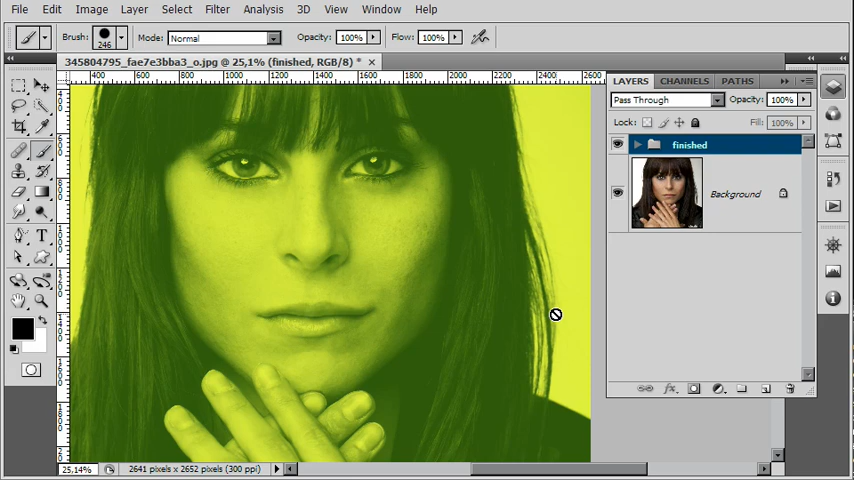 File Edit Image Layer Select Filter Analysis 3D View Window Help
Brush: 246 Mode: Normal Opacity: 100% Flow: 100%
345804795_fae7e3bba3_o.jpg @ 25,1% (finished, RGB/8) *
400 600 800 1000 1200 1400 1600 1800 2000 2200 2400 2600
LAYERS CHANNELS PATHS
Pass Through Opacity: 100%
Lock: Fill: 100%
finished
Background
fx
T
25,14% 2641 pixels x 2652 pixels (300 ppi)